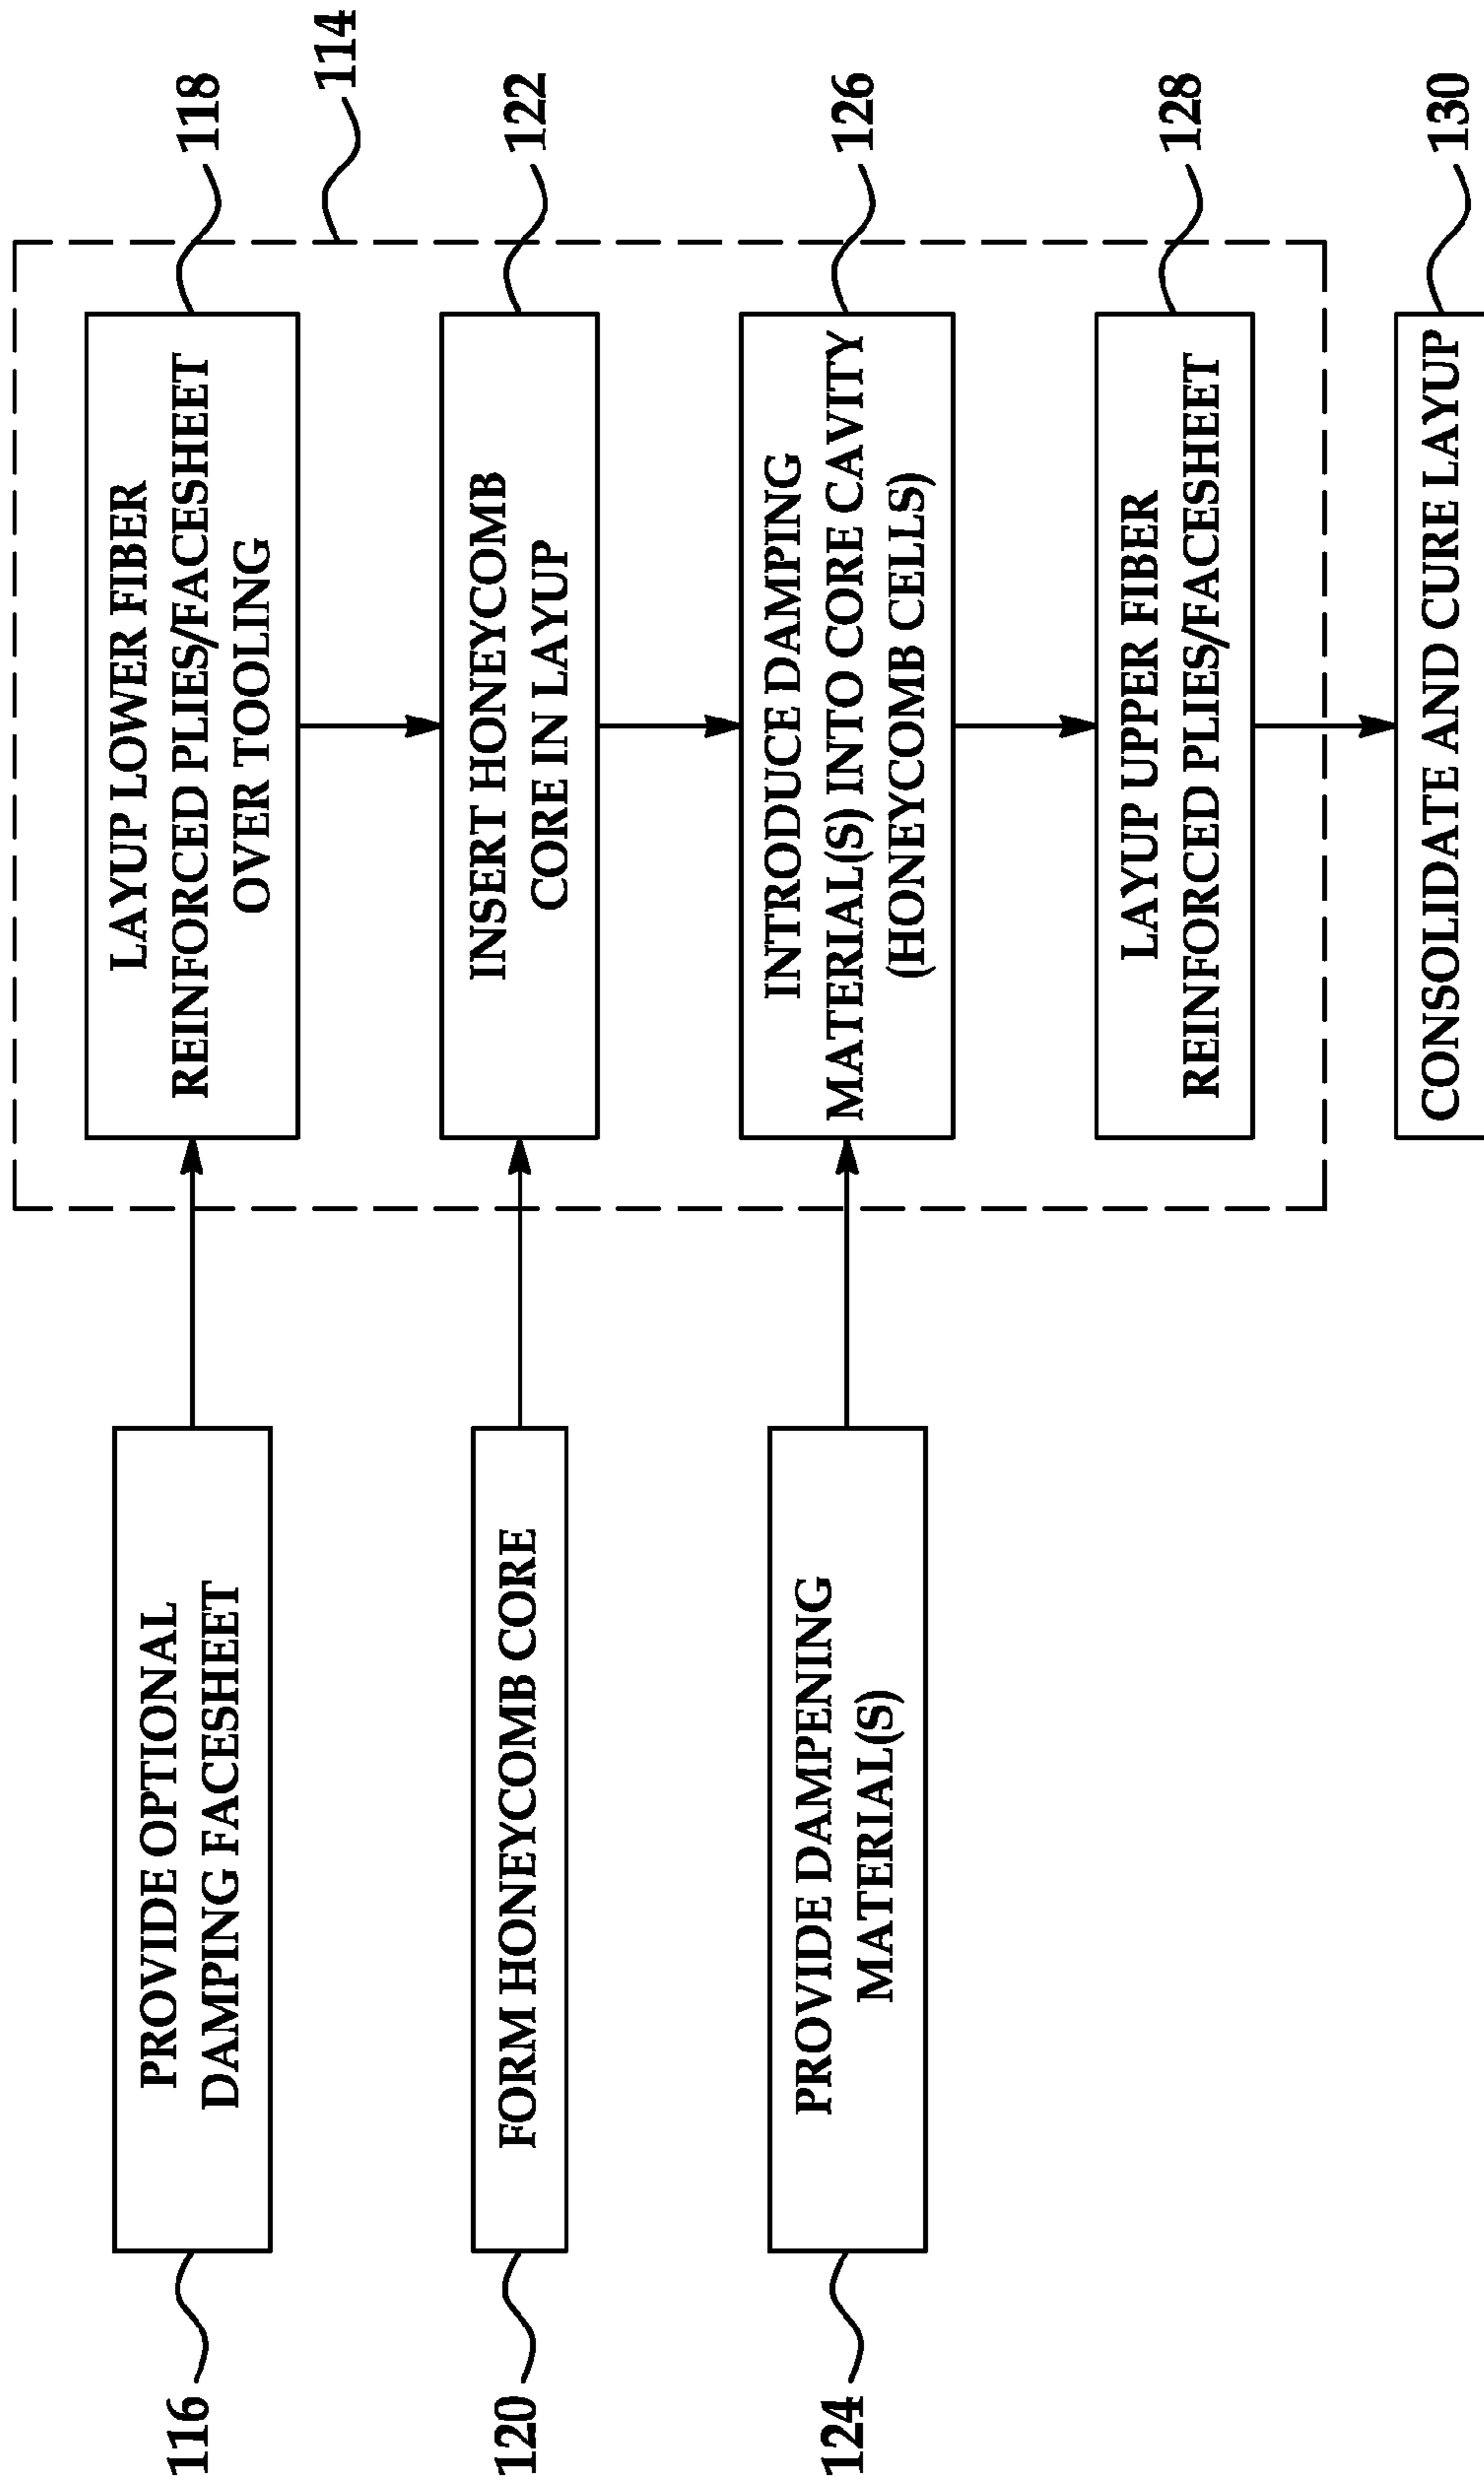 114
116
PROVIDE OPTIONAL
DAMPING FACESHEET
LAYUP LOWER FIBER
REINFORCED PLIES/FACESHEET
OVER TOOLING
118
120
FORM HONEYCOMB CORE
INSERT HONEYCOMB
CORE IN LAYUP
122
124
PROVIDE DAMPENING
MATERIAL(S)
INTRODUCE DAMPING
MATERIAL(S) INTO CORE CAVITY
(HONEYCOMB CELLS)
126
LAYUP UPPER FIBER
REINFORCED PLIES/FACESHEET
128
CONSOLIDATE AND CURE LAYUP
130